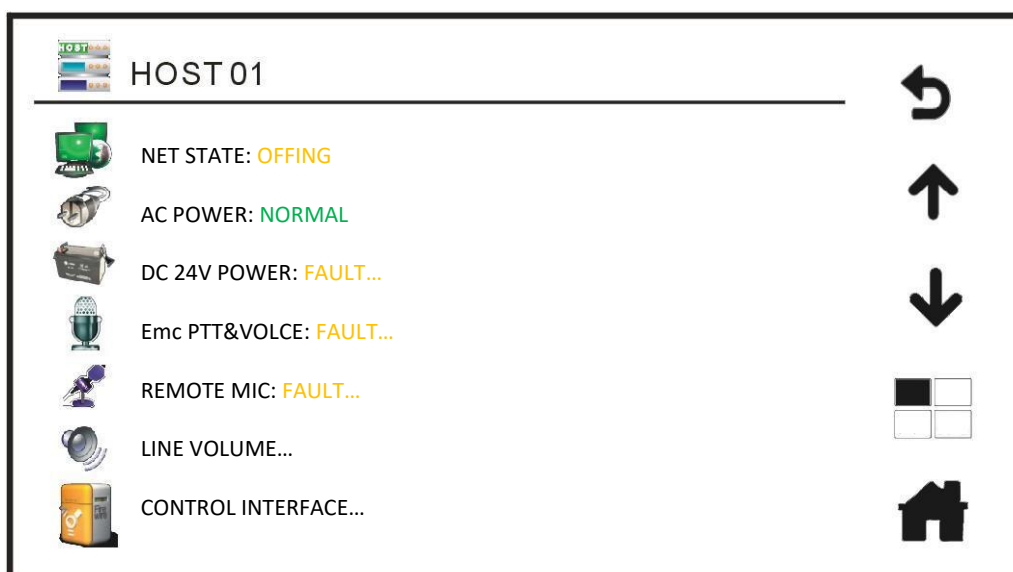 HOST
HOST 01
NET STATE: OFFING
AC POWER: NORMAL
DC 24V POWER: FAULT...
Emc PTT&VOLCE: FAULT...
REMOTE MIC: FAULT...
LINE VOLUME...
CONTROL INTERFACE...